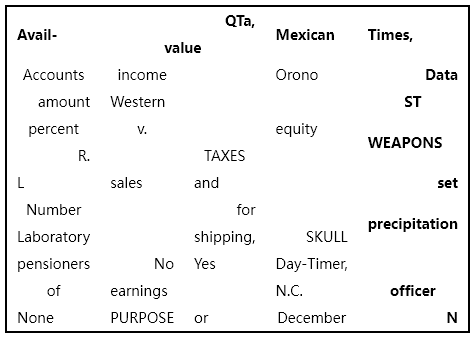 Avail- QTa, value Mexican Times,
Accounts income Orono Data
amount Western ST
percent v. equity WEAPONS
R. TAXES
L sales and set
Number for precipitation
Laboratory shipping, SKULL
pensioners No Yes Day-Timer,
of earnings N.C. officer
None PURPOSE or December N